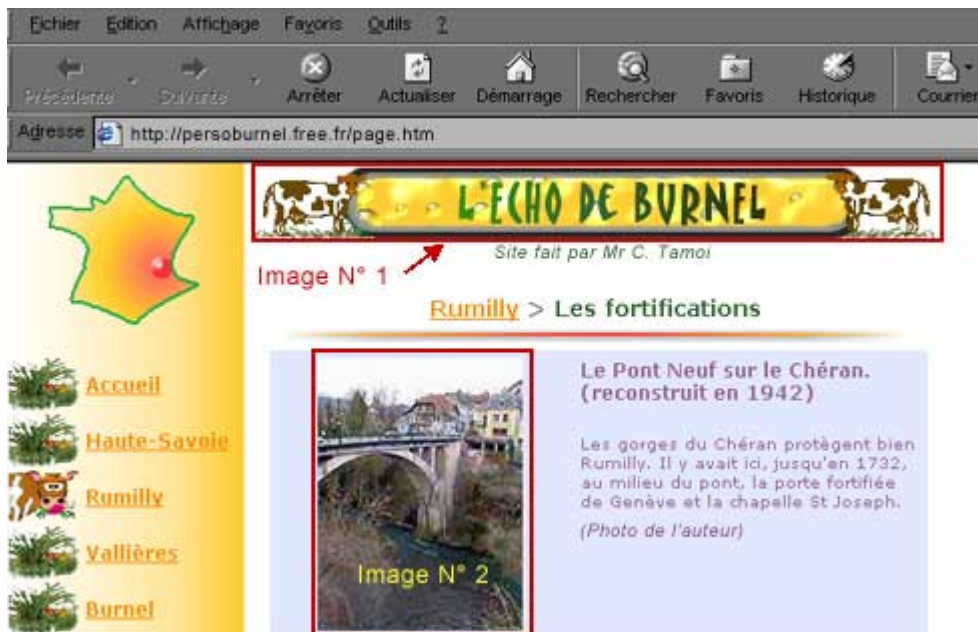 Fichier Edition Affichage Favoris Outils ?
Précédente Suivante Arrêter Actualiser Démarrage Rechercher Favoris Historique Courrier
Adresse http://persoburnel.free.fr/page.htm
L'ECHO DE BURNEL
Site fait par Mr C. Tamoi
Image N° 1
Rumilly > Les fortifications
Accueil
Haute-Savoie
Rumilly
Vallières
Burnel
Le Pont Neuf sur le Chéran.
(reconstruit en 1942)
Les gorges du Chéran protègent bien
Rumilly. Il y avait ici, jusqu'en 1732,
au milieu du pont, la porte fortifiée
de Genève et la chapelle St Joseph.
(Photo de l'auteur)
Image N° 2